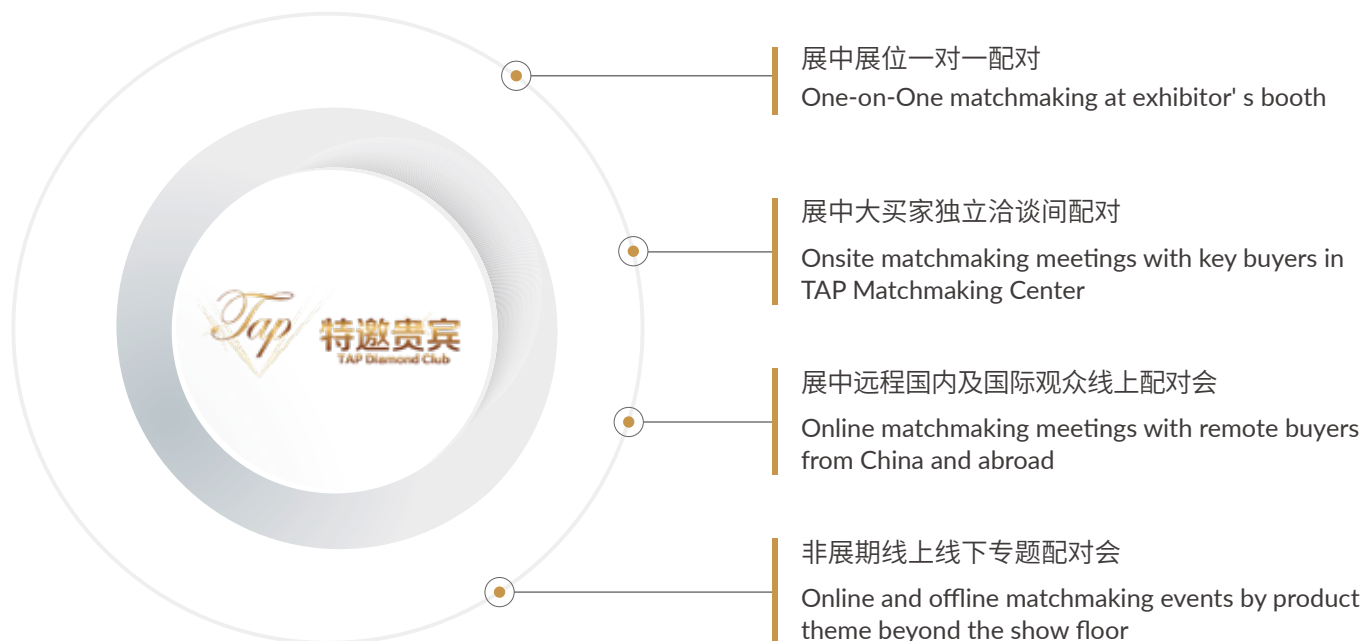 展中展位一对一配对
One-on-One matchmaking at exhibitor' s booth
展中大买家独立洽谈间配对
Onsite matchmaking meetings with key buyers in
TAP Matchmaking Center
Tap 特邀贵宾
TAP Diamond Club
展中远程国内及国际观众线上配对会
Online matchmaking meetings with remote buyers
from China and abroad
非展期线上线下专题配对会
Online and offline matchmaking events by product
theme beyond the show floor